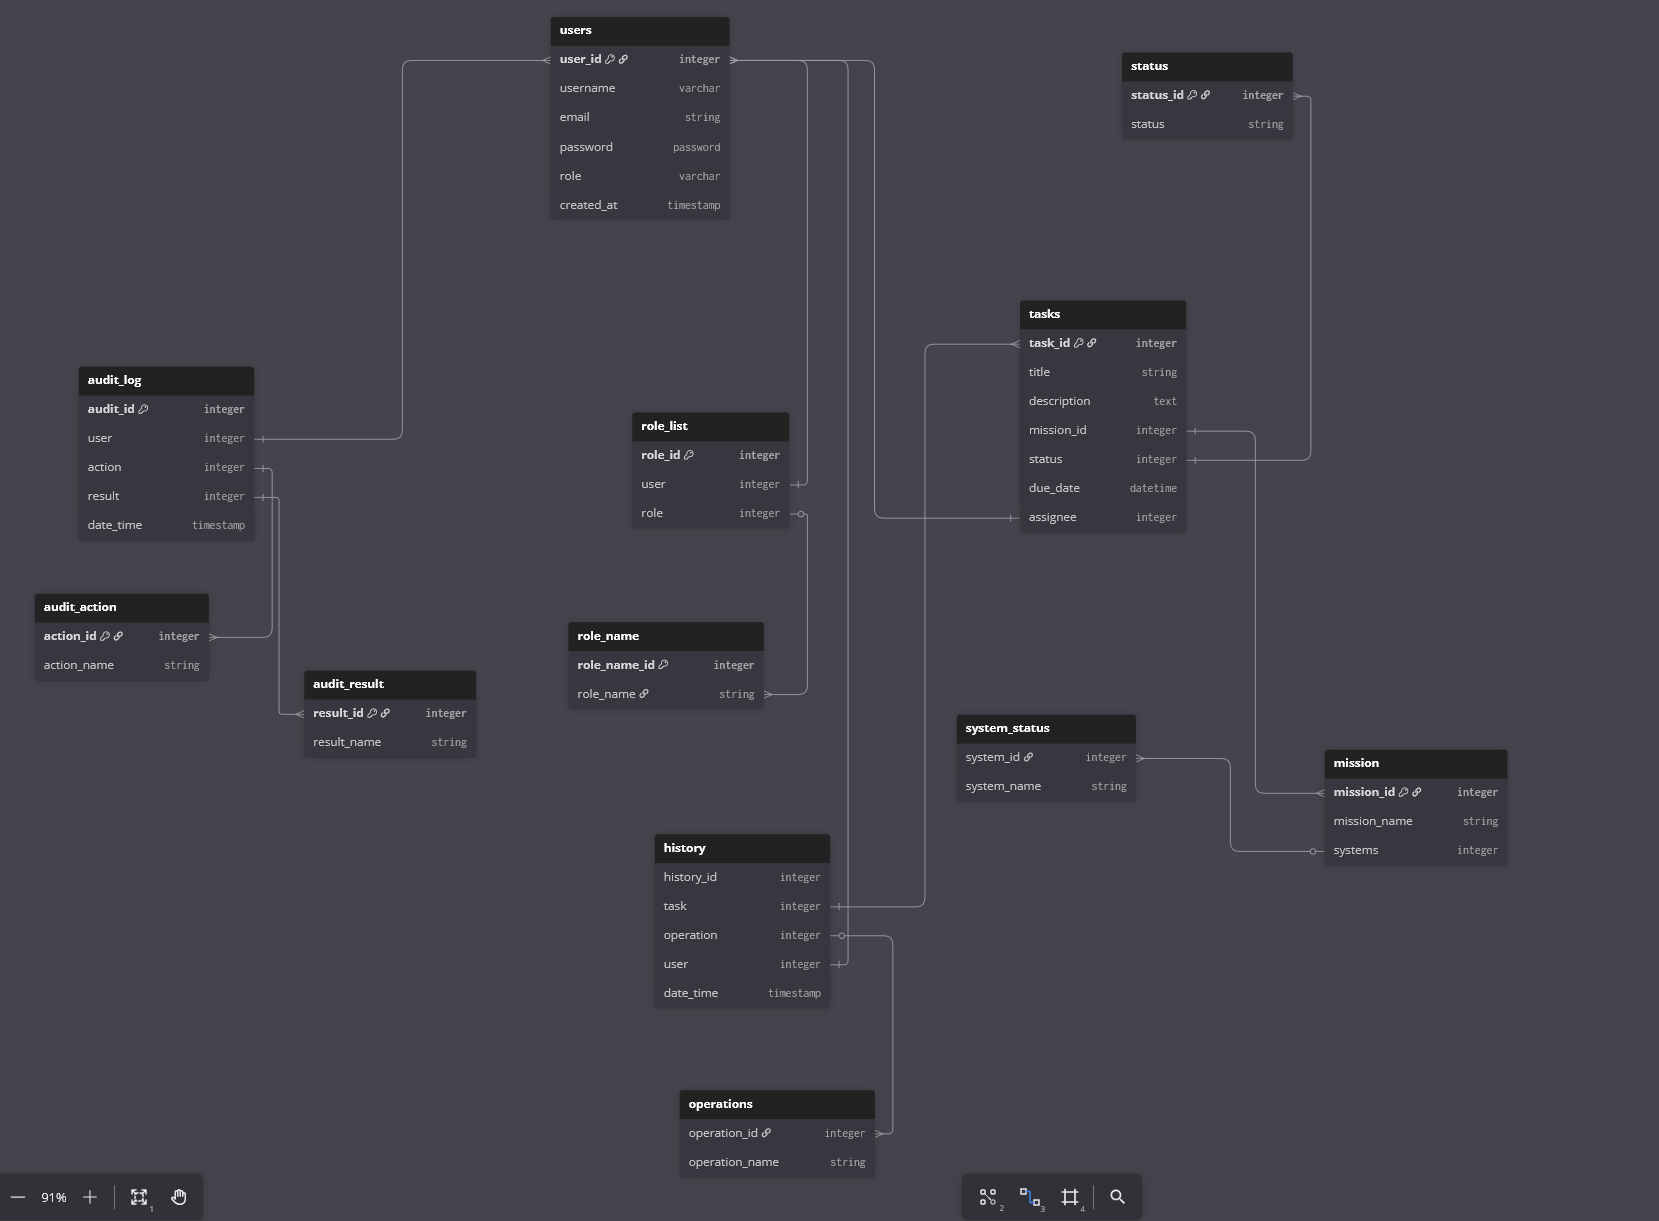 users
user_id integer
username varchar
email string
password password
role varchar
created_at timestamp
status
status_id integer
status string
tasks
task_id integer
title string
description text
mission_id integer
status integer
due_date datetime
assignee integer
audit_log
audit_id integer
user integer
action integer
result integer
date_time timestamp
role_list
role_id integer
user integer
role integer
audit_action
action_id integer
action_name string
role_name
role_name_id integer
role_name string
audit_result
result_id integer
result_name string
system_status
system_id integer
system_name string
mission
mission_id integer
mission_name string
systems integer
history
history_id integer
task integer
operation integer
user integer
date_time timestamp
operations
operation_id integer
operation_name string
91% 1 2 3 4